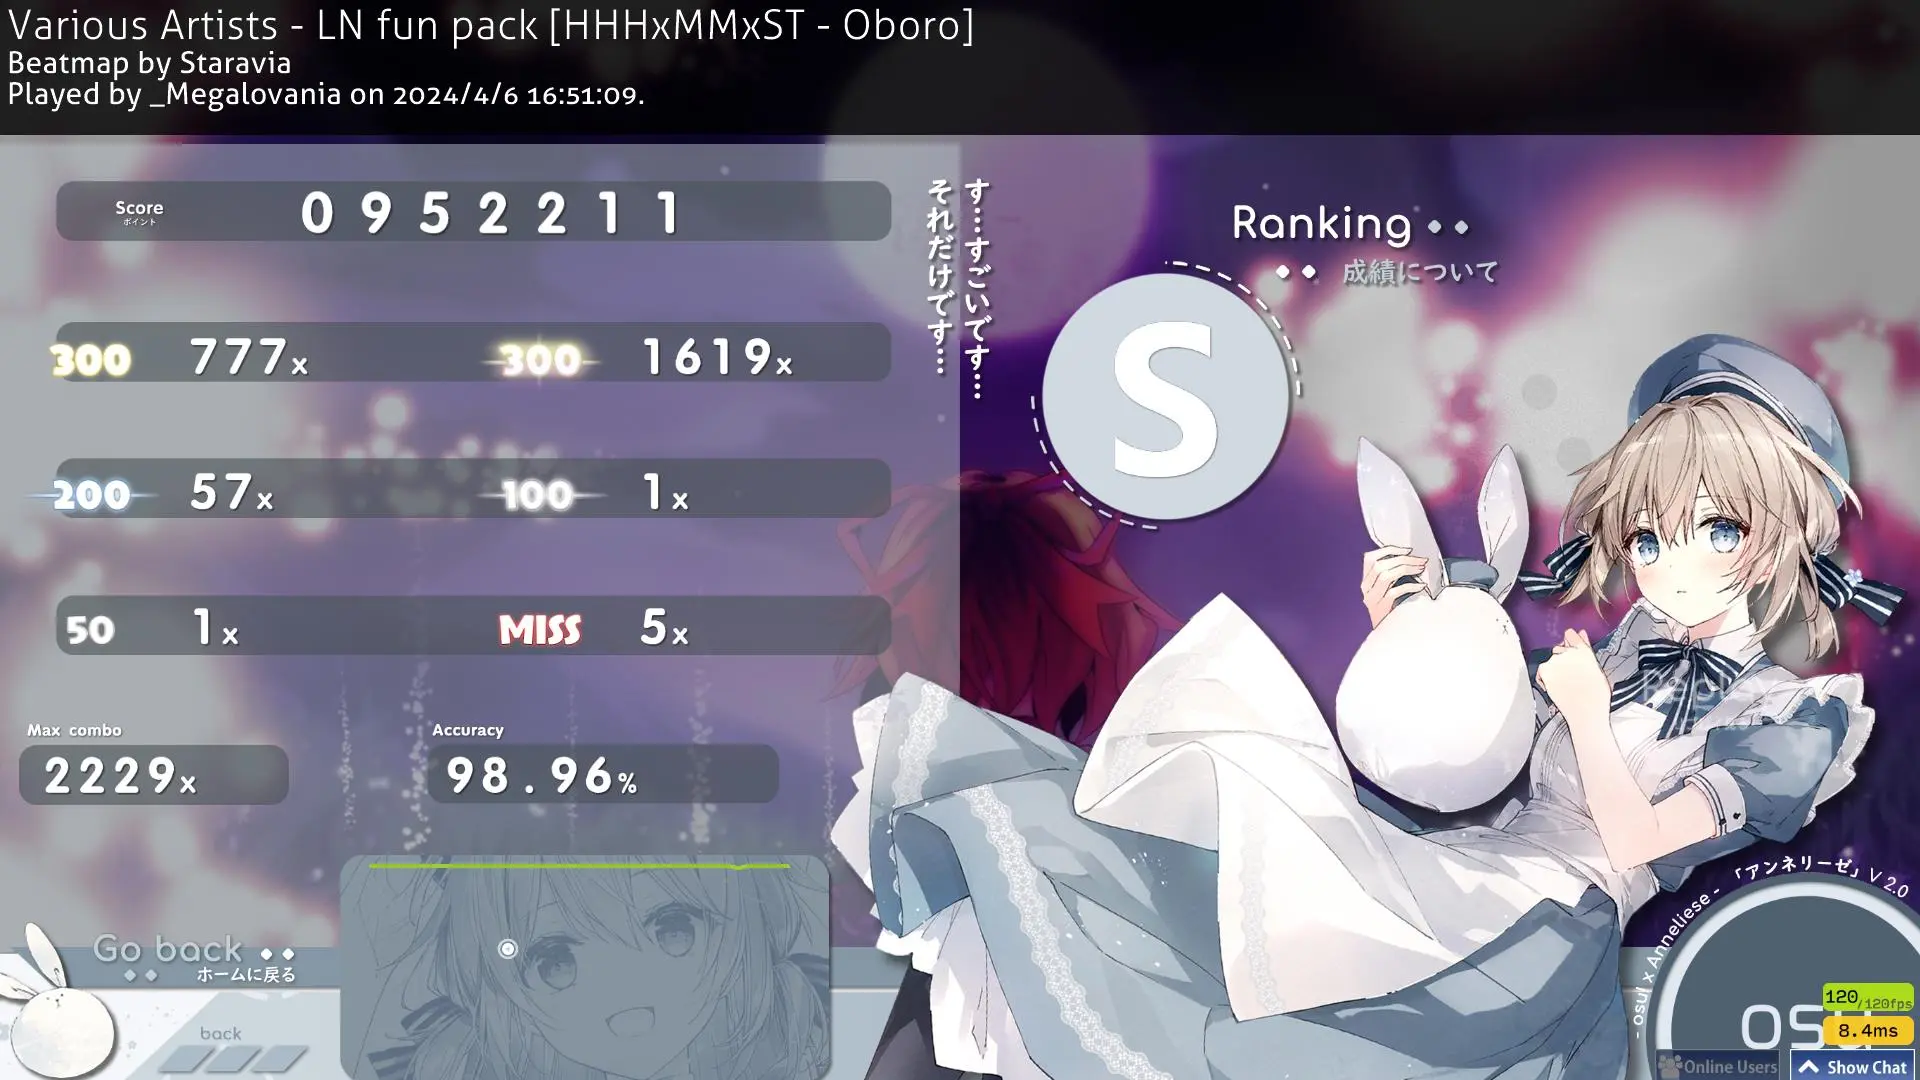 Various Artists - LN fun pack [HHHxMMxST - Oboro]
Beatmap by Staravia
Played by _Megalovania on 2024/4/6 16:51:09.
Score
ポイント
0952211
す…すごいです…
それだけです…
Ranking
成績について
S
300 777x 300 1619x
200 57x 100 1x
50 1x MISS 5x
Max combo
2229x
Accuracy
98.96%
Go back
ホームに戻る
back
- osu! x Anneliese - 「アンネリーゼ」 V 2.0
120/120fps
8.4ms
Online Users
Show Chat